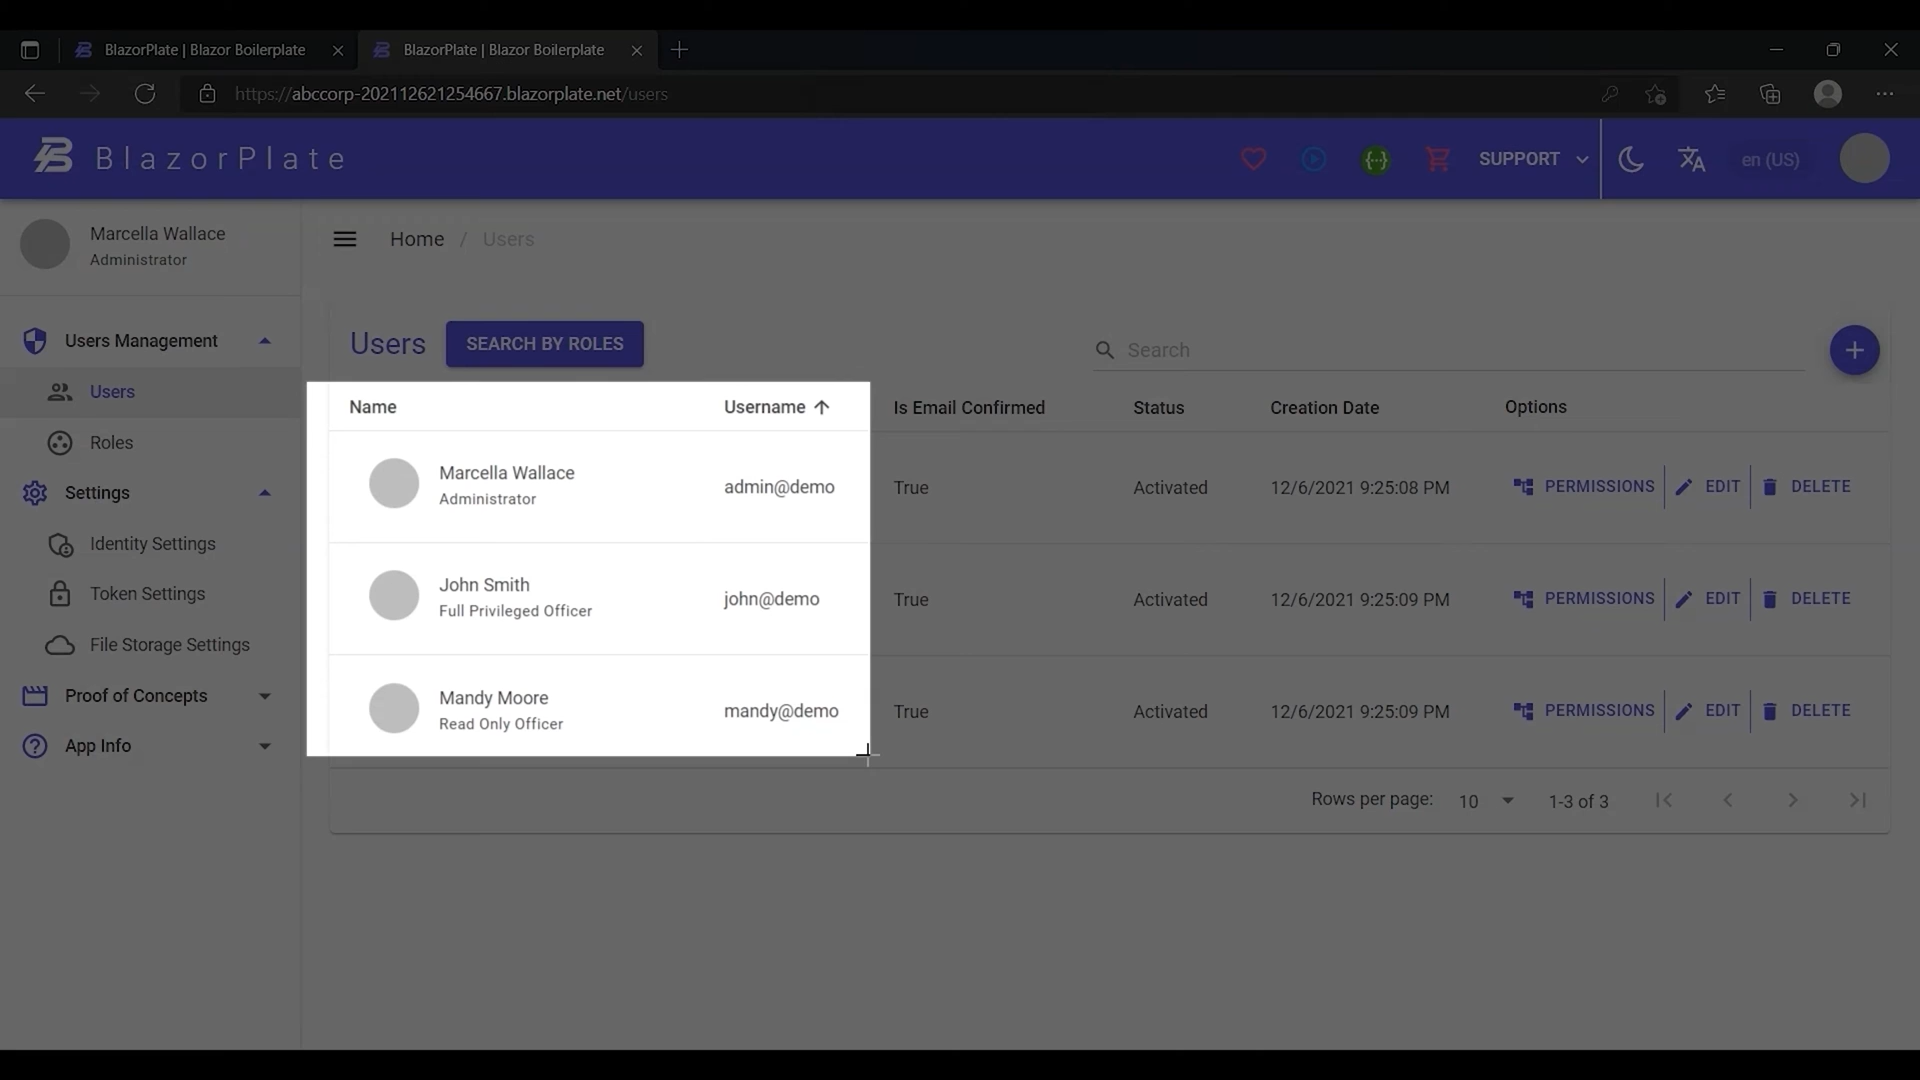 BlazorPlate | Blazor Boilerplate
BlazorPlate | Blazor Boilerplate
https://abccorp-202112621254667.blazorplate.net/users
BlazorPlate
SUPPORT
en (US)
Marcella Wallace
Administrator
Home / Users
Users Management
Users
Roles
Settings
Identity Settings
Token Settings
File Storage Settings
Proof of Concepts
App Info
Users
SEARCH BY ROLES
Search
Name Username Is Email Confirmed Status Creation Date Options
Marcella Wallace
Administrator
admin@demo True Activated 12/6/2021 9:25:08 PM PERMISSIONS EDIT DELETE
John Smith
Full Privileged Officer
john@demo True Activated 12/6/2021 9:25:09 PM PERMISSIONS EDIT DELETE
Mandy Moore
Read Only Officer
mandy@demo True Activated 12/6/2021 9:25:09 PM PERMISSIONS EDIT DELETE
Rows per page: 10 1-3 of 3